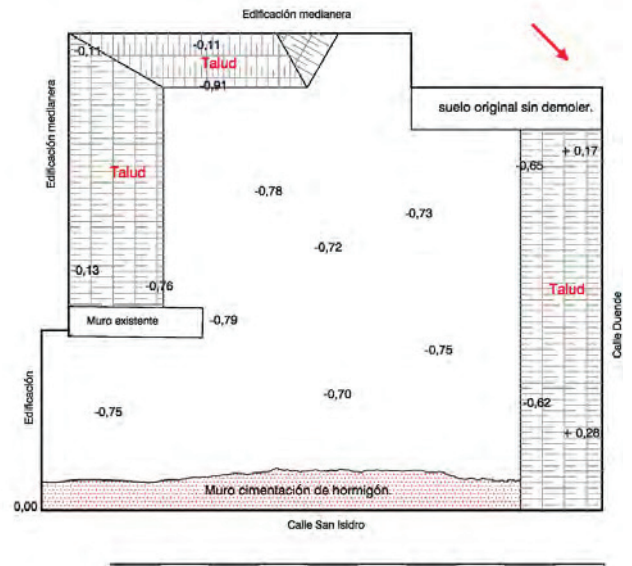 Edificación medianera
-0,11
-0,11
Talud
-0,91
suelo original sin demoler.
Edificación medianera
Talud
-0,65
+ 0,17
-0,78
-0,73
-0,72
-0,13
-0,76
Talud
Muro existente
-0,79
Calle Duende
-0,75
Edificación
-0,75
-0,70
-0,62
+ 0,28
Muro cimentación de hormigón.
0,00
Calle San Isidro